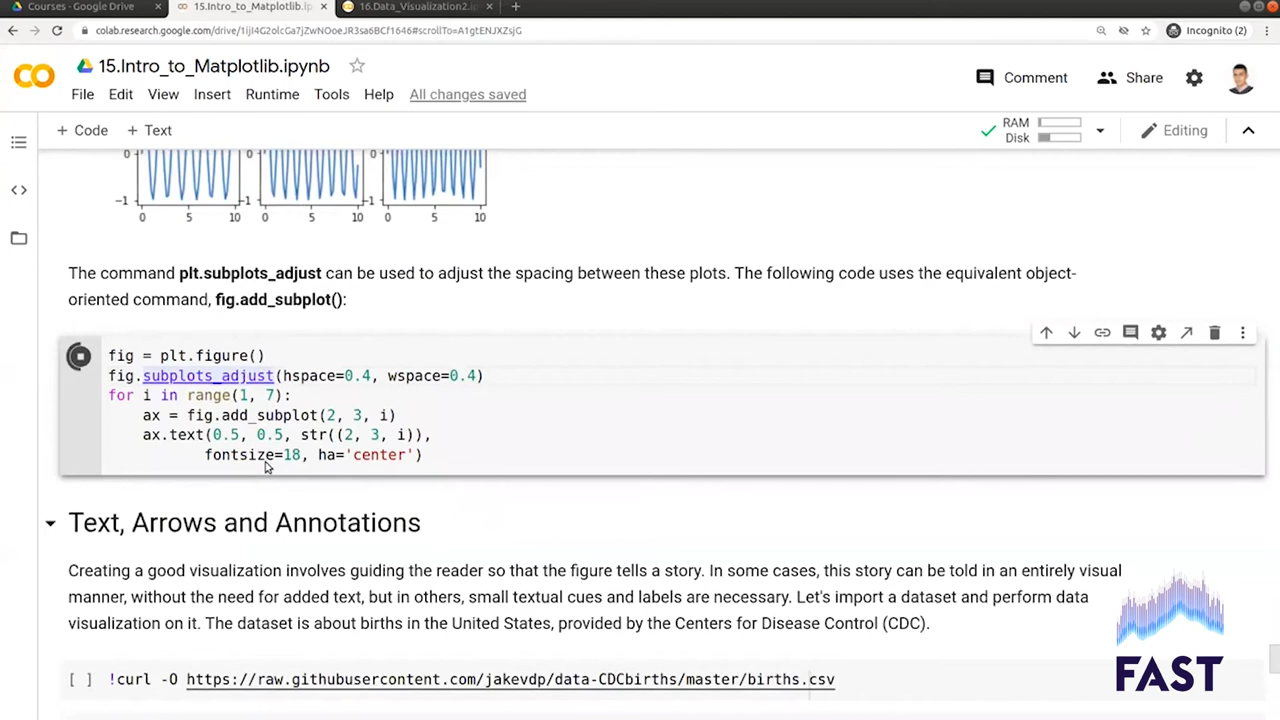 Courses - Google Drive
15.Intro_to_Matplotlib.ip
16.Data_Visualization2.i
colab.research.google.com/drive/1ijI4G2olcGa7jZwNOoeJR3sa6BCf1646#scrollTo=A1gtENJXZsjG
Incognito (2)
15.Intro_to_Matplotlib.ipynb
File Edit View Insert Runtime Tools Help All changes saved
Comment Share
+ Code + Text
RAM
Disk
Editing
0 0 0
−1 −1 −1
0 5 10 0 5 10 0 5 10
The command plt.subplots_adjust can be used to adjust the spacing between these plots. The following code uses the equivalent object-
oriented command, fig.add_subplot():
fig = plt.figure()
fig.subplots_adjust(hspace=0.4, wspace=0.4)
for i in range(1, 7):
    ax = fig.add_subplot(2, 3, i)
    ax.text(0.5, 0.5, str((2, 3, i)),
           fontsize=18, ha='center')
Text, Arrows and Annotations
Creating a good visualization involves guiding the reader so that the figure tells a story. In some cases, this story can be told in an entirely visual
manner, without the need for added text, but in others, small textual cues and labels are necessary. Let's import a dataset and perform data
visualization on it. The dataset is about births in the United States, provided by the Centers for Disease Control (CDC).
[ ] !curl -O https://raw.githubusercontent.com/jakevdp/data-CDCbirths/master/births.csv
FAST